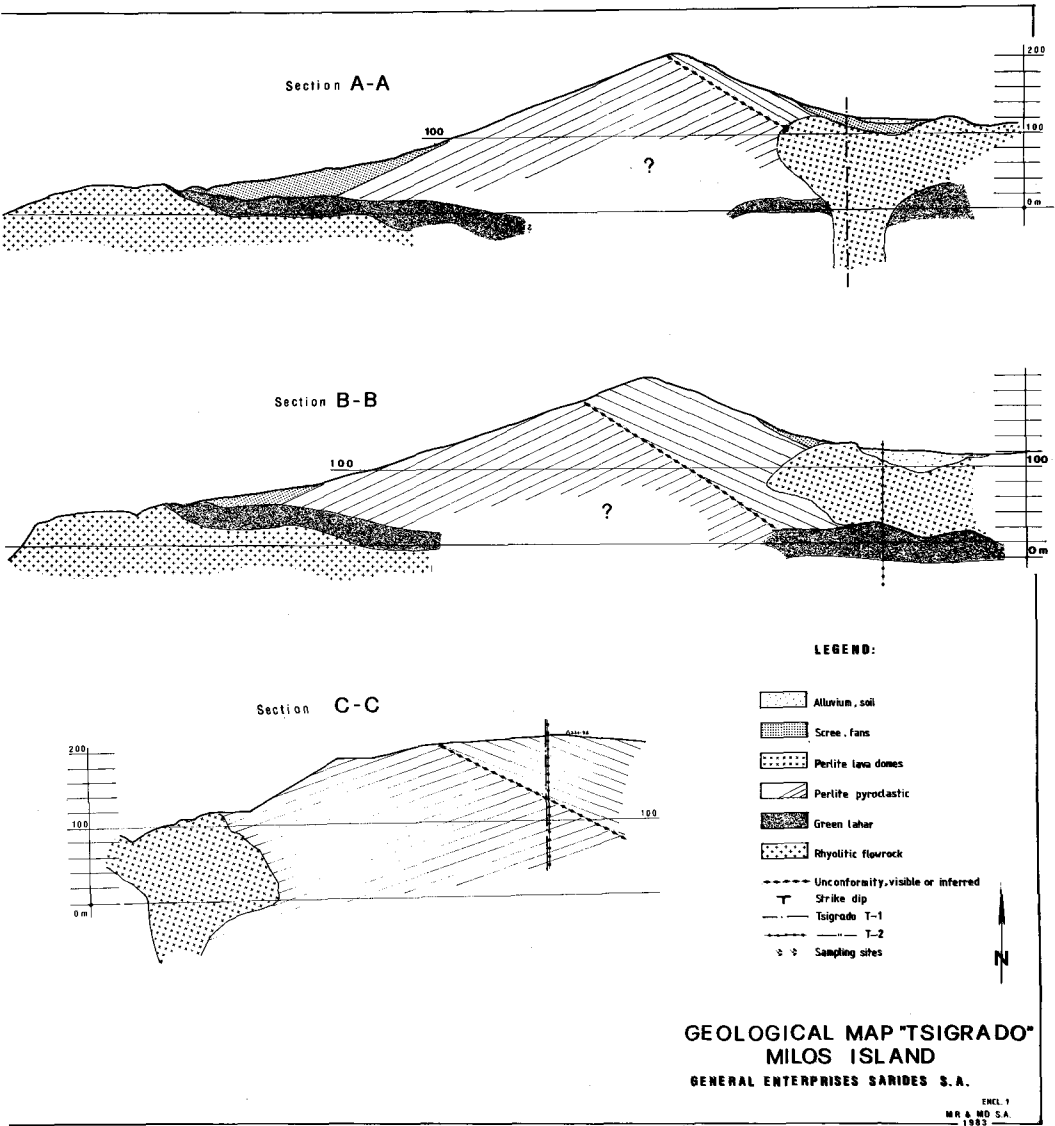 Section A-A
200
100
100
?
0m
Section B-B
100
100
?
0m
LEGEND:
Alluvium, soil
Scree, fans
Perlite lava domes
Perlite pyroclastic
Green lahar
Rhyolitic flowrock
Unconformity, visible or inferred
Strike dip
Tsigrado T-1
—"— T-2
Sampling sites
Section C-C
200
100
100
0m
N
GEOLOGICAL MAP "TSIGRADO"
MILOS ISLAND
GENERAL ENTERPRISES SARIDES S.A.
ENCL. 1
MR & MD S.A.
1983